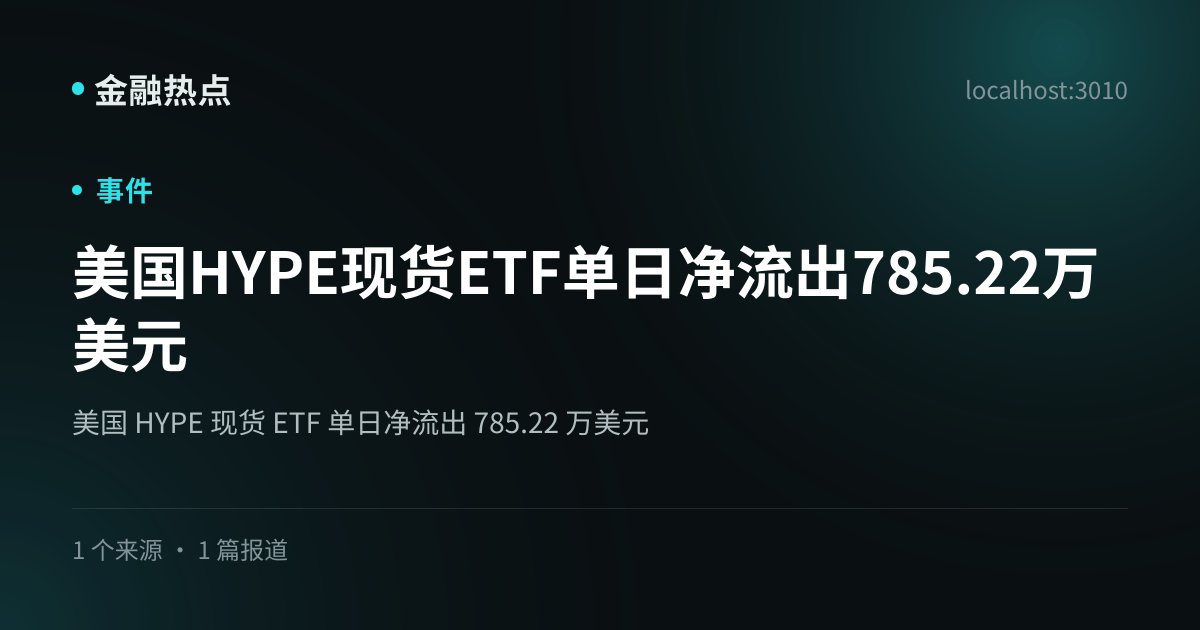 金融热点
localhost:3010
事件
美国HYPE现货ETF单日净流出785.22万
美元
美国 HYPE 现货 ETF 单日净流出 785.22 万美元
1 个来源 · 1 篇报道